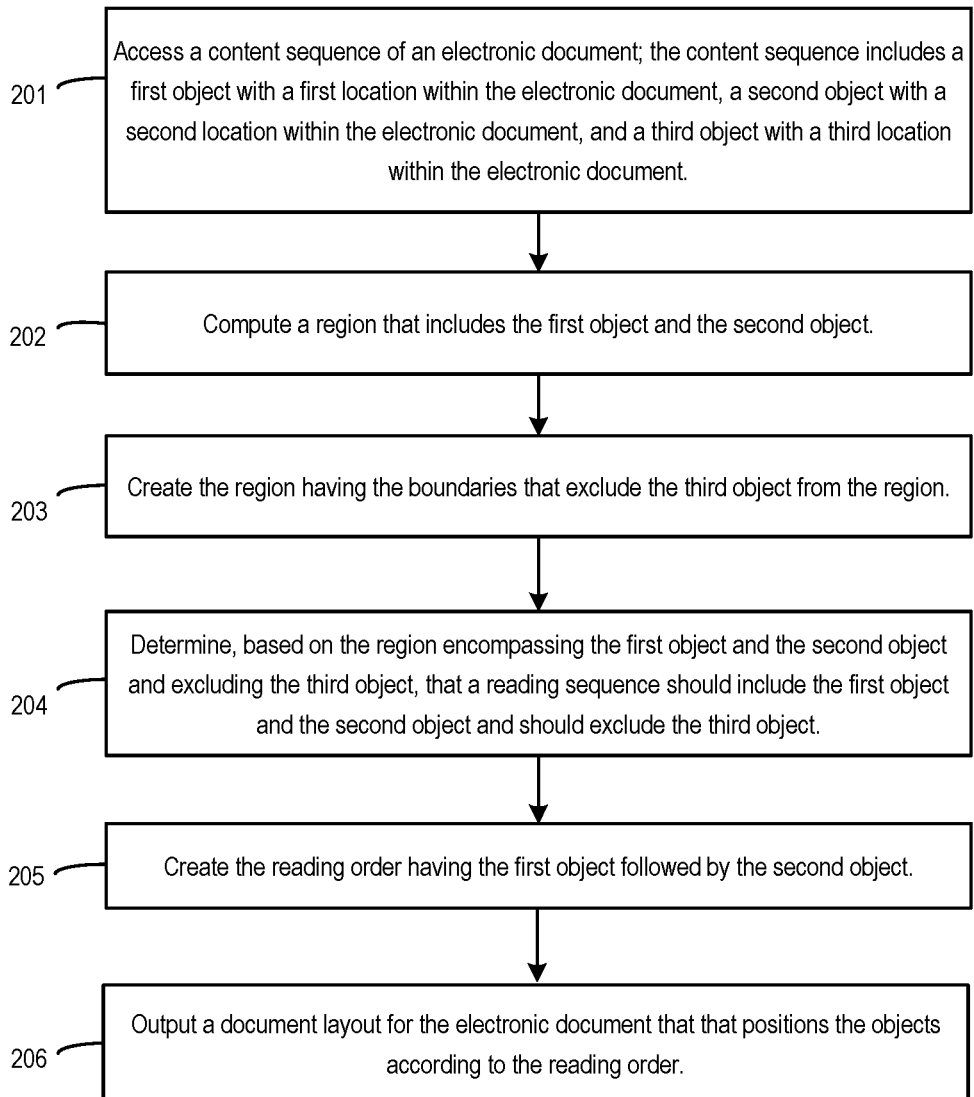 Access a content sequence of an electronic document; the content sequence includes a
201
first object with a first location within the electronic document, a second object with a
second location within the electronic document, and a third object with a third location
within the electronic document.
202
Compute a region that includes the first object and the second object.
203
Create the region having the boundaries that exclude the third object from the region.
Determine, based on the region encompassing the first object and the second object
204
and excluding the third object, that a reading sequence should include the first object
and the second object and should exclude the third object.
205
Create the reading order having the first object followed by the second object.
Output a document layout for the electronic document that that positions the objects
206
according to the reading order.